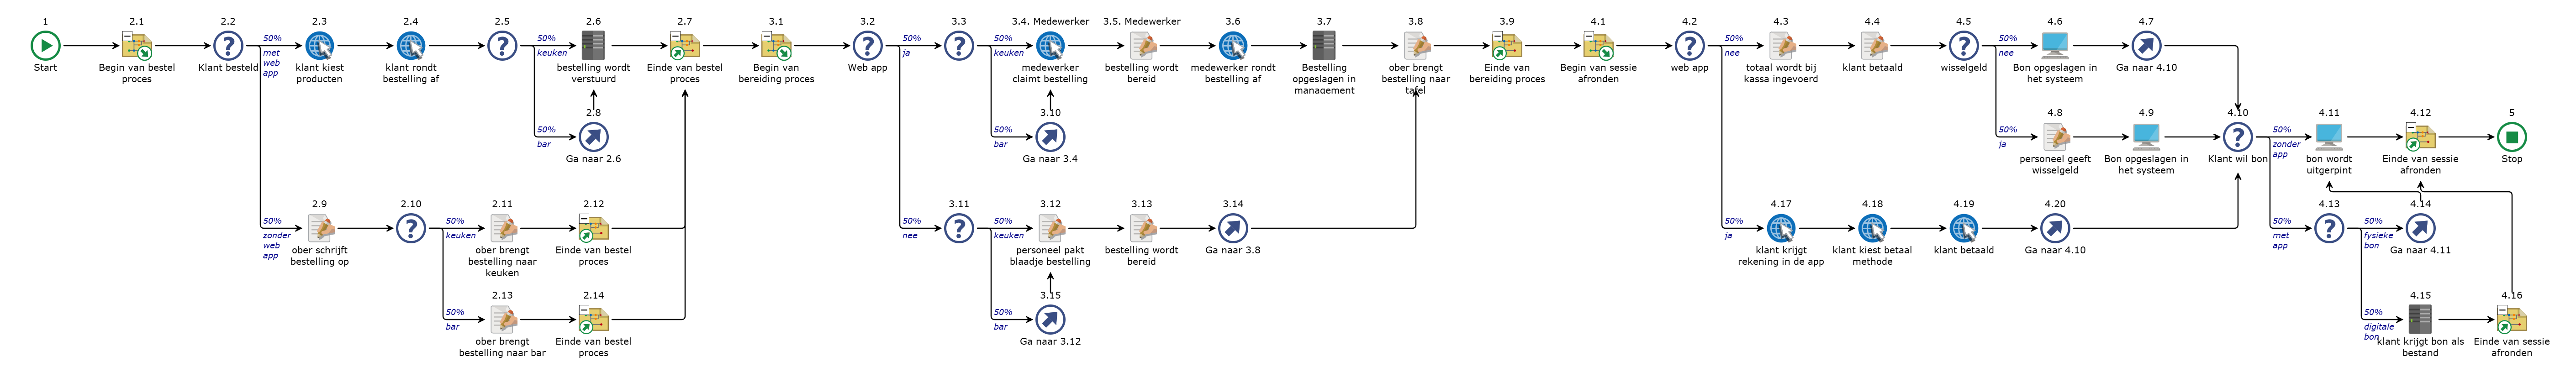 1
Start
2.1
Begin van bestel
proces
2.2
Klant besteld
50%
met
web
app
2.3
klant kiest
producten
2.4
klant rondt
bestelling af
2.5
50%
keuken
2.6
bestelling wordt
verstuurd
2.7
Einde van bestel
proces
3.1
Begin van
bereiding proces
3.2
Web app
50%
ja
3.3
50%
keuken
3.4. Medewerker
medewerker
claimt bestelling
3.5. Medewerker
bestelling wordt
bereid
3.6
medewerker rondt
bestelling af
3.7
Bestelling
opgeslagen in
management
3.8
ober brengt
bestelling naar
tafel
3.9
Einde van
bereiding proces
4.1
Begin van sessie
afronden
4.2
web app
50%
nee
4.3
totaal wordt bij
kassa ingevoerd
4.4
klant betaald
4.5
wisselgeld
50%
nee
4.6
Bon opgeslagen in
het systeem
4.7
Ga naar 4.10
50%
bar
2.8
Ga naar 2.6
50%
bar
3.10
Ga naar 3.4
50%
ja
4.8
personeel geeft
wisselgeld
4.9
Bon opgeslagen in
het systeem
4.10
Klant wil bon
50%
zonder
app
4.11
bon wordt
uitgerpint
4.12
Einde van sessie
afronden
5
Stop
50%
zonder
web
app
2.9
ober schrijft
bestelling op
2.10
50%
keuken
2.11
ober brengt
bestelling naar
keuken
2.12
Einde van bestel
proces
50%
nee
3.11
50%
keuken
3.12
personeel pakt
blaadje bestelling
3.13
bestelling wordt
bereid
3.14
Ga naar 3.8
50%
ja
4.17
klant krijgt
rekening in de app
4.18
klant kiest betaal
methode
4.19
klant betaald
4.20
Ga naar 4.10
50%
met
app
4.13
50%
fysieke
bon
4.14
Ga naar 4.11
50%
bar
2.13
ober brengt
bestelling naar bar
2.14
Einde van bestel
proces
50%
bar
3.15
Ga naar 3.12
50%
digitale
bon
4.15
klant krijgt bon als
bestand
4.16
Einde van sessie
afronden